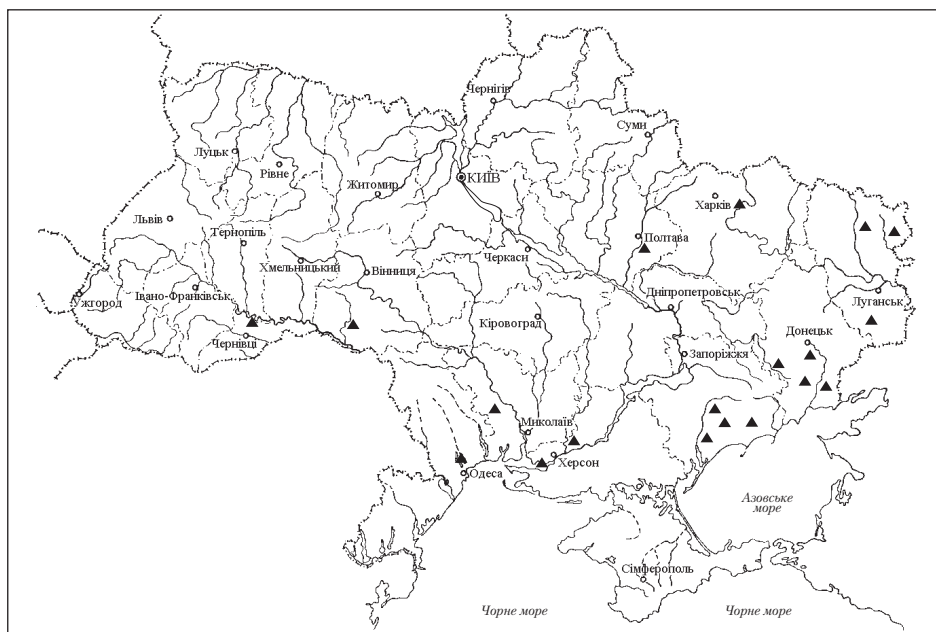 Чернігів
Суми
Луцьк
Рівне
КИЇВ
Житомир
Харків
Львів
Тернопіль
Полтава
Черкаси
Хмельницький
Вінниця
Ужгород
Івано-Франківськ
Дніпропетровськ
Луганськ
Кіровоград
Донецьк
Чернівці
Запоріжжя
Миколаїв
Херсон
Одеса
Азовське
море
Сімферополь
Чорне море
Чорне море